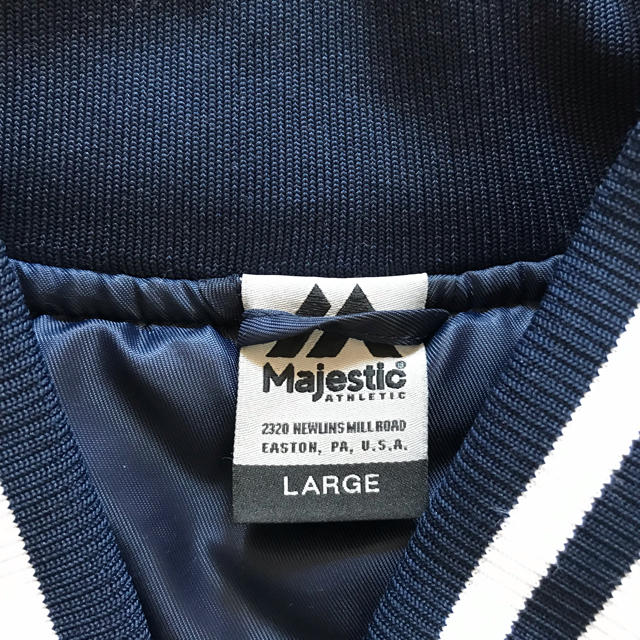 Majestic
ATHLETIC
2320 NEWLINS MILL ROAD
EASTON, PA, U.S.A.
LARGE